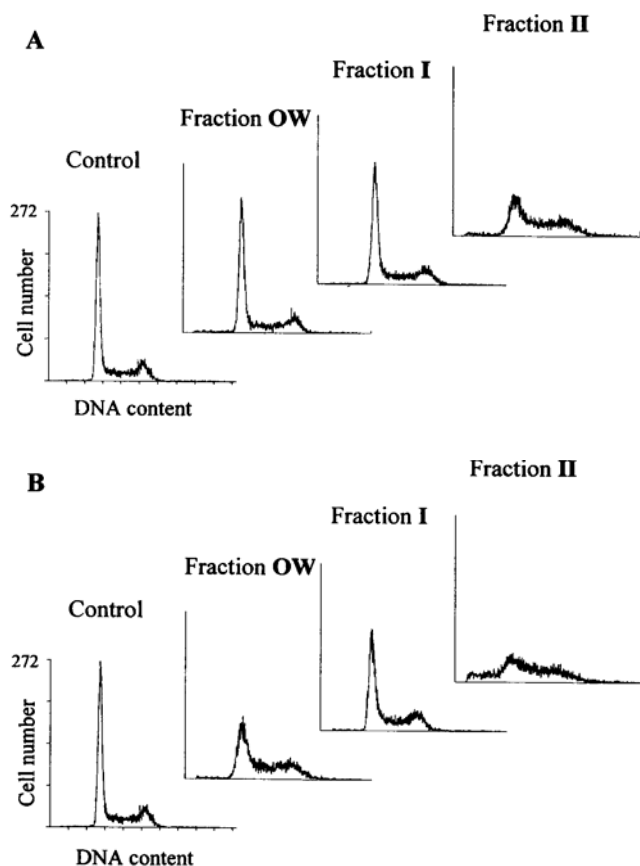 A
Fraction II
Fraction I
Fraction OW
Control
272
Cell number
DNA content
B
Fraction II
Fraction I
Fraction OW
Control
272
Cell number
DNA content